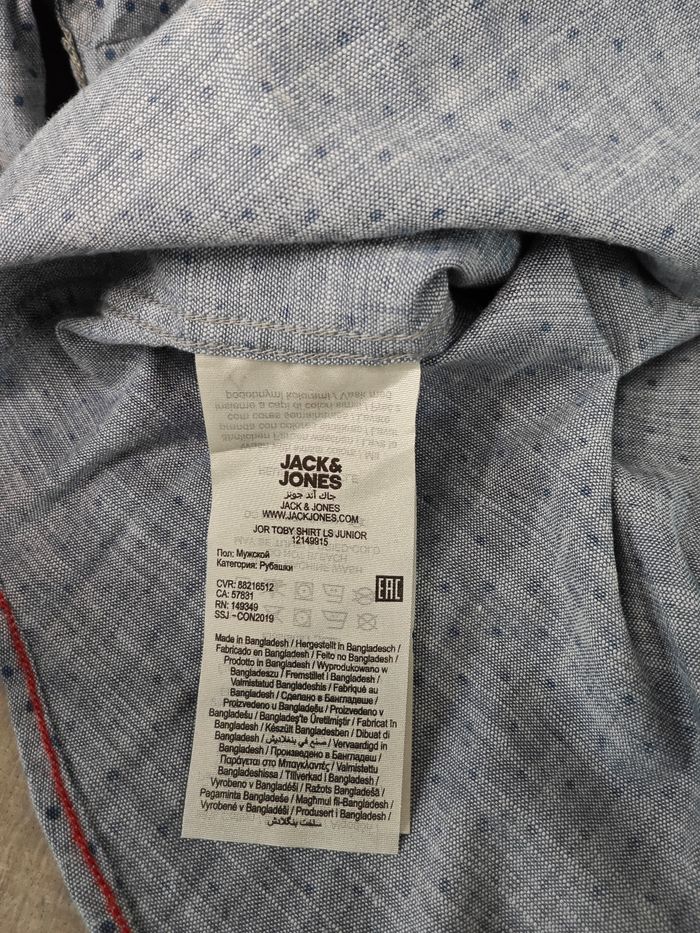 JACK&
JONES
جاك أند جونز
JACK & JONES
WWW.JACKJONES.COM
JOR TOBY SHIRT LS JUNIOR
12149915
Пол: Мужской
Категория: Рубашки
CVR: 88216512
CA: 57831
RN: 149349
SSJ -CON2019
EAC
Made in Bangladesh / Hergestellt in Bangladesch /
Fabricado en Bangladesh / Feito no Bangladesh /
Prodotto in Bangladesh / Wyprodukowano w
Bangladeszu / Fremstillet i Bangladesh /
Valmistatud Bangladeshis / Fabriqué au
Bangladesh / Сделано в Бангладеше /
Proizvedeno u Bangladešu / Proizvedeno v
Bangladešu / Bangladeş'te Üretilmiştir / Fabricat în
Bangladesh / Készült Bangladesben / Dibuat di
Bangladesh / صنع في بنغلاديش / Vervaardigd in
Bangladesh / Произведено в Бангладеш /
Παράγεται στο Μπαγκλαντές / Valmistettu
Bangladeshissa / Tillverkad i Bangladesh /
Vyrobeno v Bangladéši / Ražots Bangladešā /
Pagaminta Bangladeše / Magħmul fil-Bangladesh /
Vyrobené v Bangladéši / Produsert i Bangladesh /
ساخت بنگلادش